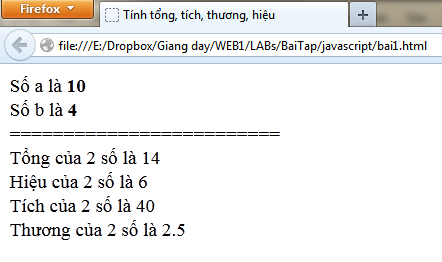 Firefox
Tính tổng, tích, thương, hiệu
file:///E:/Dropbox/Giang day/WEB1/LABs/BaiTap/javascript/bai1.html
Số a là 10
Số b là 4
===========================
Tổng của 2 số là 14
Hiệu của 2 số là 6
Tích của 2 số là 40
Thương của 2 số là 2.5